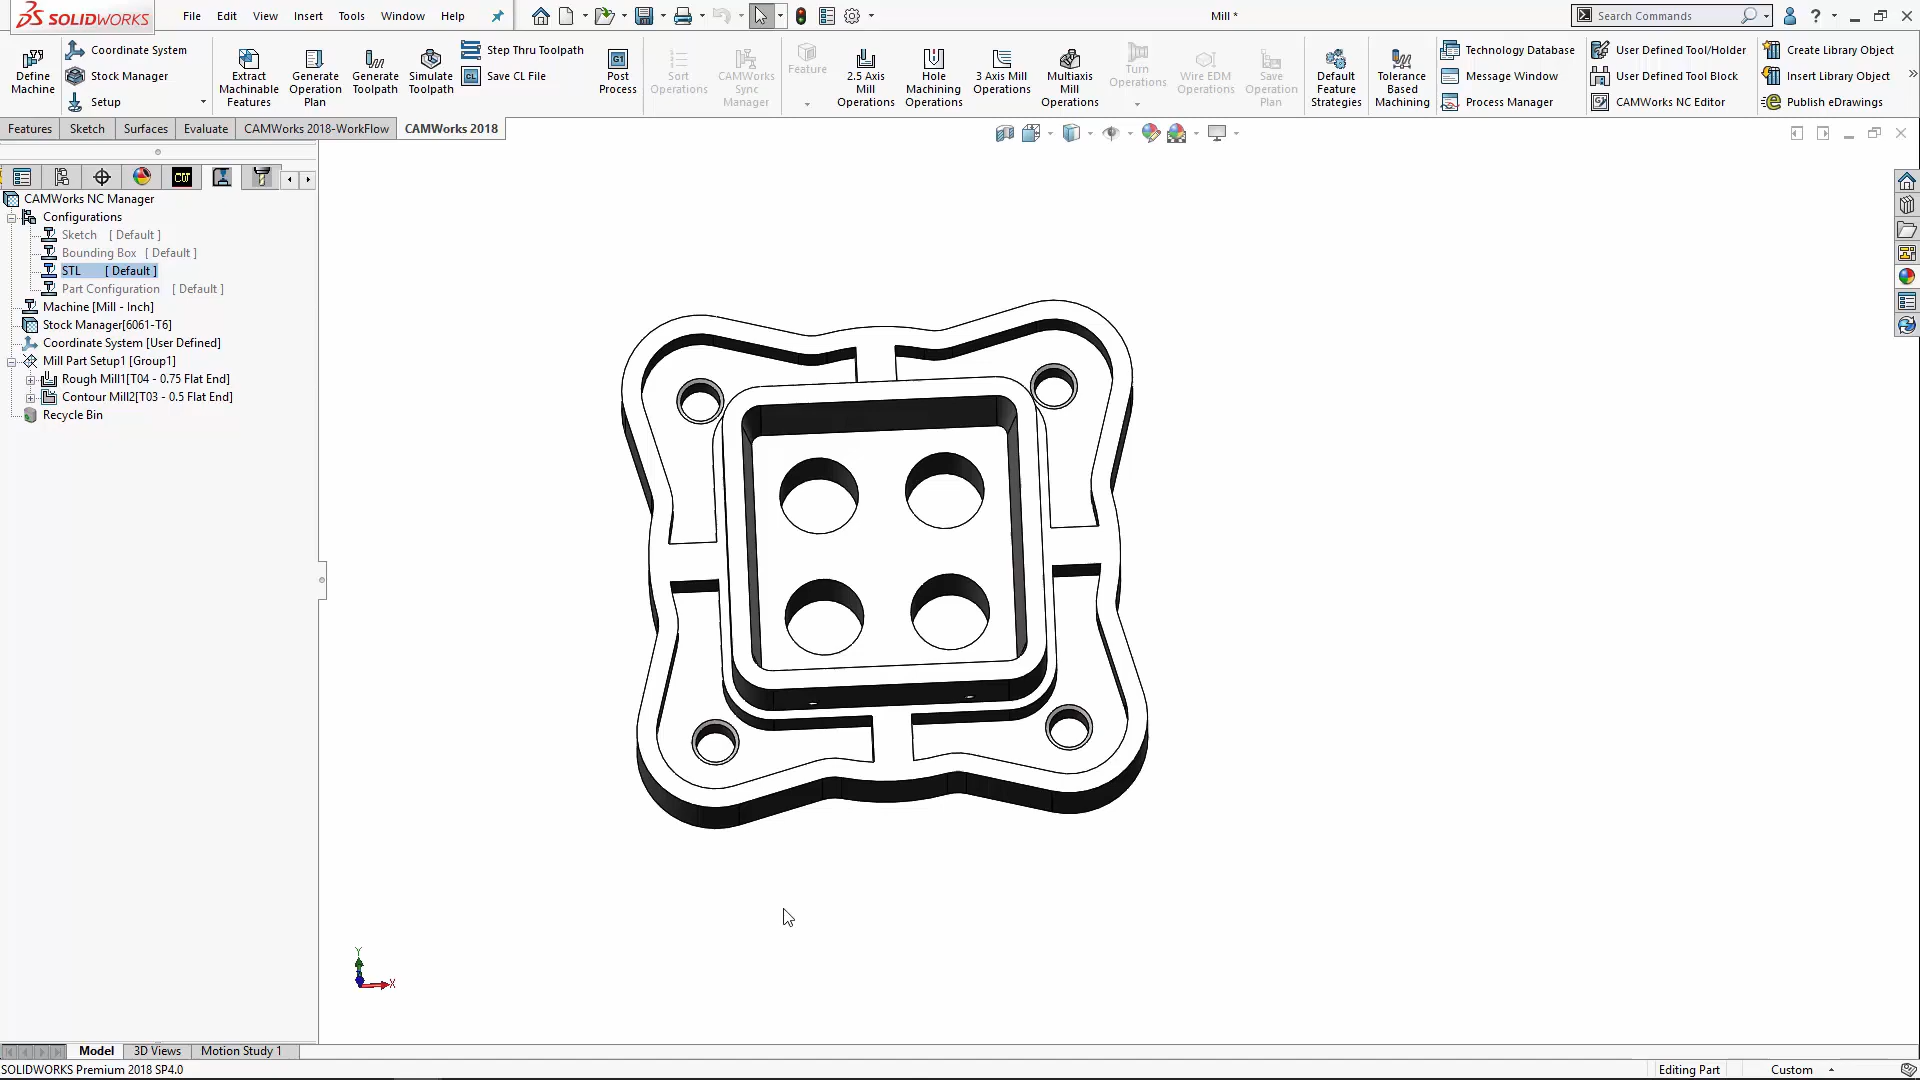 SOLIDWORKS File Edit View Insert Tools Window Help Mill * Search Commands ?
Define Machine
Coordinate System
Stock Manager
Setup
Extract Machinable Features
Generate Operation Plan
Generate Toolpath
Simulate Toolpath
Step Thru Toolpath
Save CL File
Post Process
Sort Operations
CAMWorks Sync Manager
Feature
2.5 Axis Mill Operations
Hole Machining Operations
3 Axis Mill Operations
Multiaxis Mill Operations
Turn Operations
Wire EDM Operations
Save Operation Plan
Default Feature Strategies
Tolerance Based Machining
Technology Database
Message Window
Process Manager
User Defined Tool/Holder
User Defined Tool Block
CAMWorks NC Editor
Create Library Object
Insert Library Object
Publish eDrawings
Features Sketch Surfaces Evaluate CAMWorks 2018-WorkFlow CAMWorks 2018
CAMWorks NC Manager
Configurations
Sketch [ Default ]
Bounding Box [ Default ]
STL [ Default ]
Part Configuration [ Default ]
Machine [Mill - Inch]
Stock Manager[6061-T6]
Coordinate System [User Defined]
Mill Part Setup1 [Group1]
Rough Mill1[T04 - 0.75 Flat End]
Contour Mill2[T03 - 0.5 Flat End]
Recycle Bin
Y
X
Model 3D Views Motion Study 1
SOLIDWORKS Premium 2018 SP4.0 Editing Part Custom